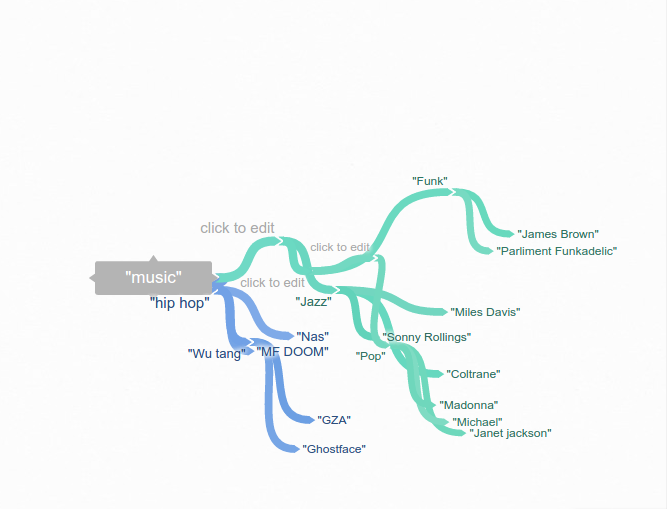 "Funk"
click to edit
"James Brown"
click to edit
"Parliment Funkadelic"
"music"
click to edit
"hip hop"
"Jazz"
"Miles Davis"
"Nas"
"Sonny Rollings"
"Wu tang"
"MF DOOM"
"Pop"
"Coltrane"
"Madonna"
"GZA"
"Michael"
"Janet jackson"
"Ghostface"